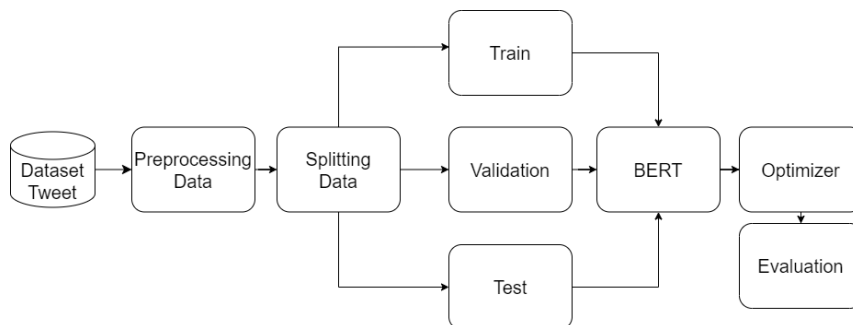 Dataset
Tweet
Preprocessing
Data
Splitting
Data
Train
Validation
Test
BERT
Optimizer
Evaluation